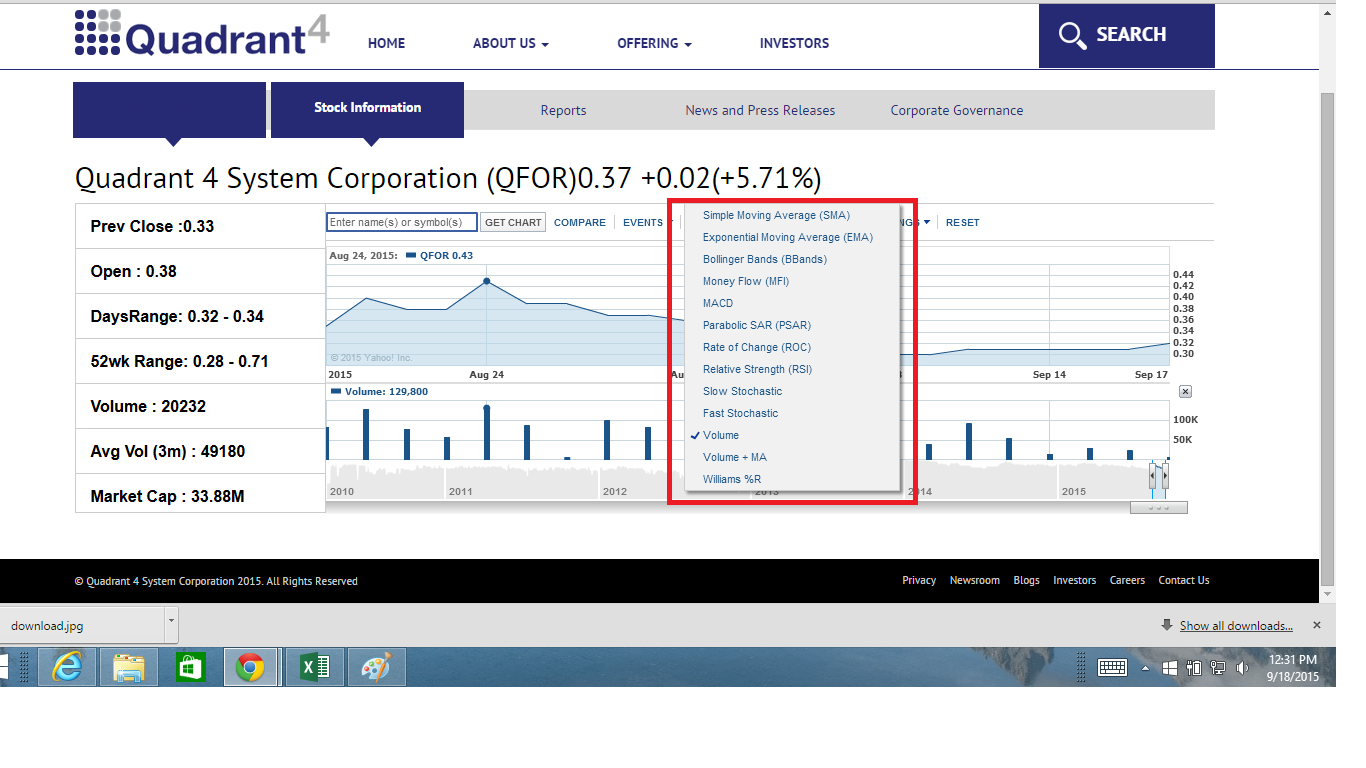 Quadrant4
HOME
ABOUT US
OFFERING
INVESTORS
SEARCH
Stock Information
Reports
News and Press Releases
Corporate Governance
Quadrant 4 System Corporation (QFOR)0.37 +0.02(+5.71%)
Prev Close :0.33
Open : 0.38
DaysRange: 0.32 - 0.34
52wk Range: 0.28 - 0.71
Volume : 20232
Avg Vol (3m) : 49180
Market Cap : 33.88M
Enter name(s) or symbol(s)
GET CHART
COMPARE
EVENTS
RESET
Aug 24, 2015: QFOR 0.43
Simple Moving Average (SMA)
Exponential Moving Average (EMA)
Bollinger Bands (BBands)
Money Flow (MFI)
MACD
Parabolic SAR (PSAR)
Rate of Change (ROC)
Relative Strength (RSI)
Slow Stochastic
Fast Stochastic
Volume
Volume + MA
Williams %R
0.44
0.42
0.40
0.38
0.36
0.34
0.32
0.30
© 2015 Yahoo! Inc.
2015
Aug 24
Sep 14
Sep 17
Volume: 129,800
100K
50K
2010
2011
2012
2013
2014
2015
© Quadrant 4 System Corporation 2015. All Rights Reserved
Privacy
Newsroom
Blogs
Investors
Careers
Contact Us
download.jpg
Show all downloads...
12:31 PM
9/18/2015